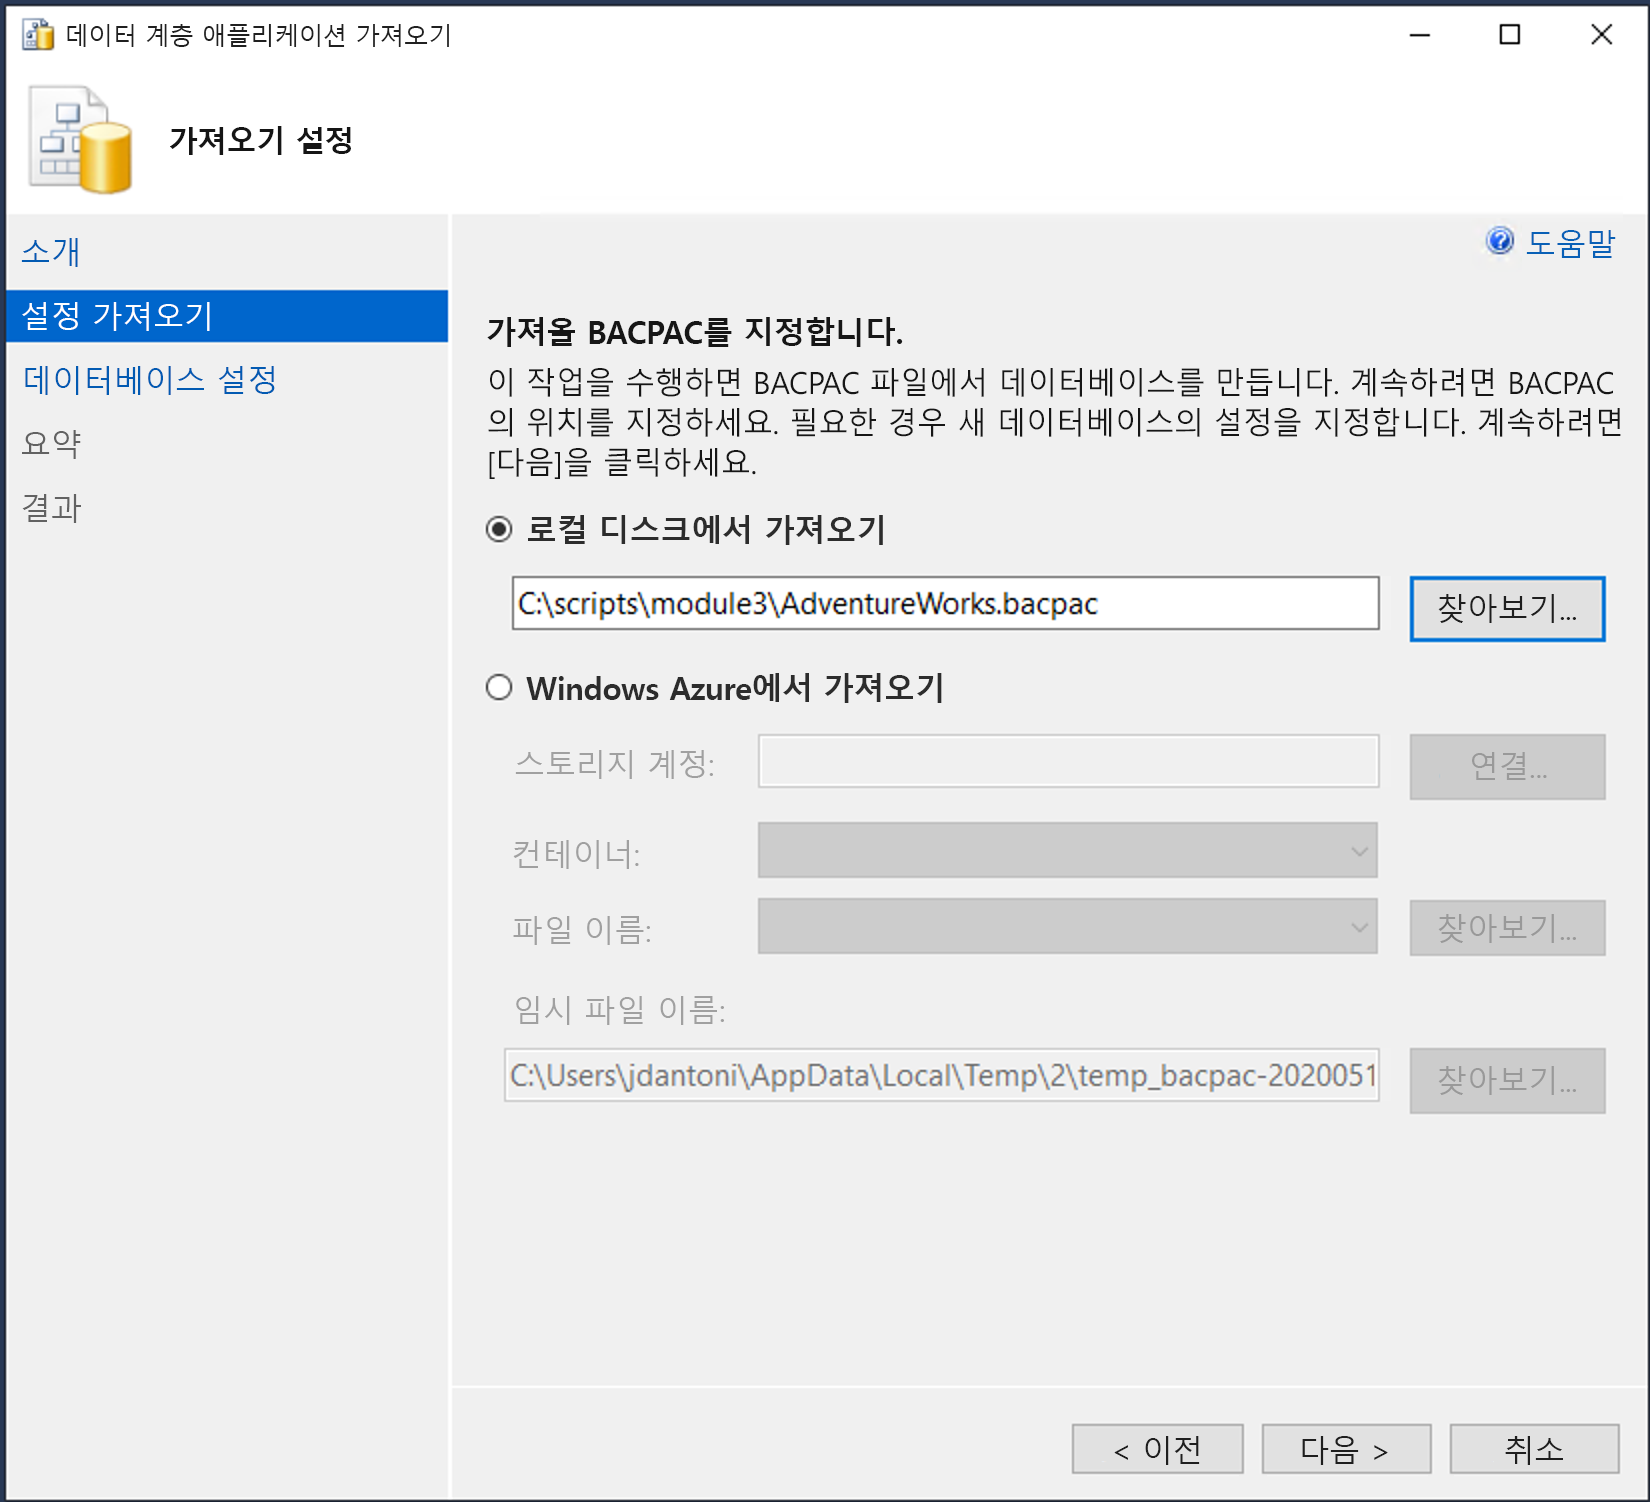 데이터 계층 애플리케이션 가져오기
가져오기 설정
소개
설정 가져오기
데이터베이스 설정
요약
결과
도움말
가져올 BACPAC를 지정합니다.
이 작업을 수행하면 BACPAC 파일에서 데이터베이스를 만듭니다. 계속하려면 BACPAC
의 위치를 지정하세요. 필요한 경우 새 데이터베이스의 설정을 지정합니다. 계속하려면
[다음]을 클릭하세요.
로컬 디스크에서 가져오기
C:\scripts\module3\AdventureWorks.bacpac
찾아보기...
Windows Azure에서 가져오기
스토리지 계정:
연결...
컨테이너:
파일 이름:
찾아보기...
임시 파일 이름:
C:\Users\jdantoni\AppData\Local\Temp\2\temp_bacpac-2020051
찾아보기...
< 이전
다음 >
취소